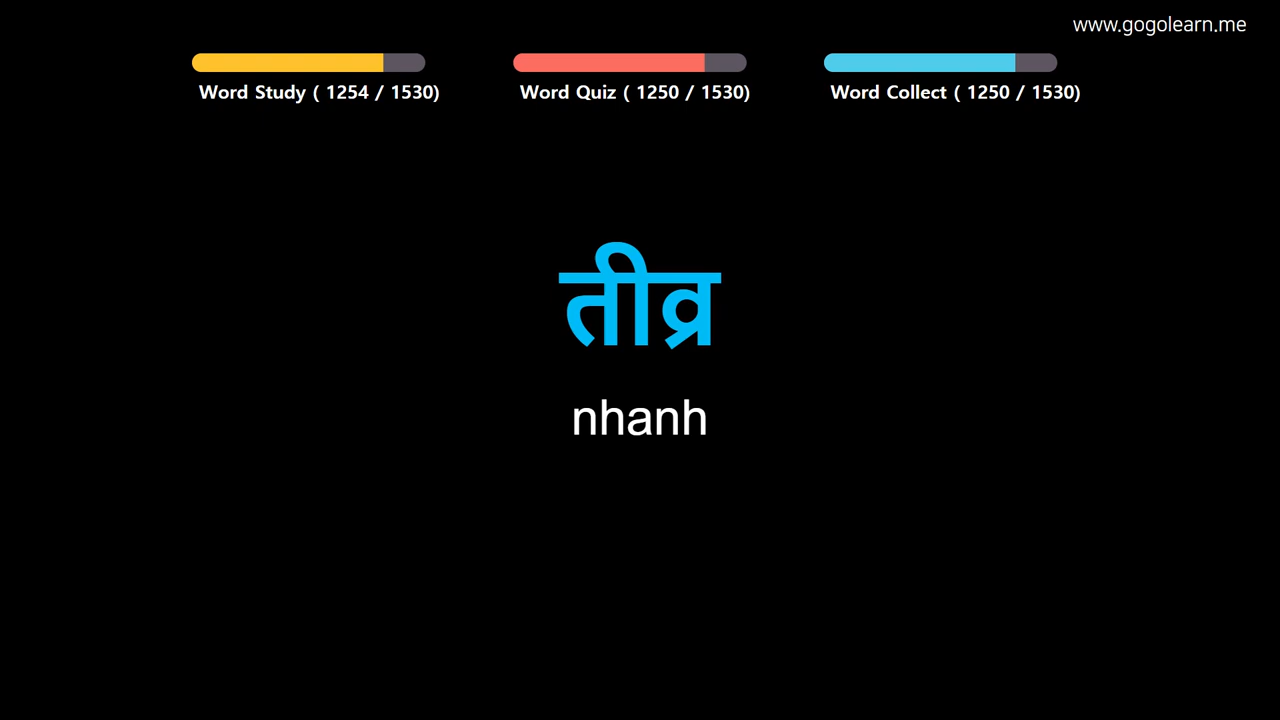 www.gogolearn.me
Word Study ( 1254 / 1530)
Word Quiz ( 1250 / 1530)
Word Collect ( 1250 / 1530)
तीव्र
nhanh